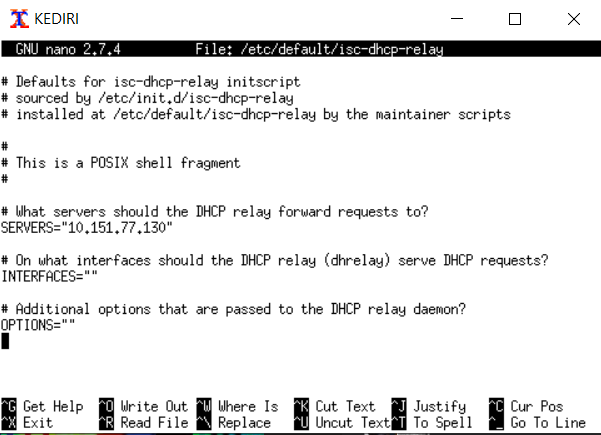 KEDIRI
GNU nano 2.7.4 File: /etc/default/isc-dhcp-relay
# Defaults for isc-dhcp-relay initscript
# sourced by /etc/init.d/isc-dhcp-relay
# installed at /etc/default/isc-dhcp-relay by the maintainer scripts
#
# This is a POSIX shell fragment
#
# What servers should the DHCP relay forward requests to?
SERVERS="10.151.77.130"
# On what interfaces should the DHCP relay (dhrelay) serve DHCP requests?
INTERFACES=""
# Additional options that are passed to the DHCP relay daemon?
OPTIONS=""
^G Get Help ^O Write Out ^W Where Is ^K Cut Text ^J Justify ^C Cur Pos
^X Exit ^R Read File ^\ Replace ^U Uncut Text ^T To Spell ^_ Go To Line